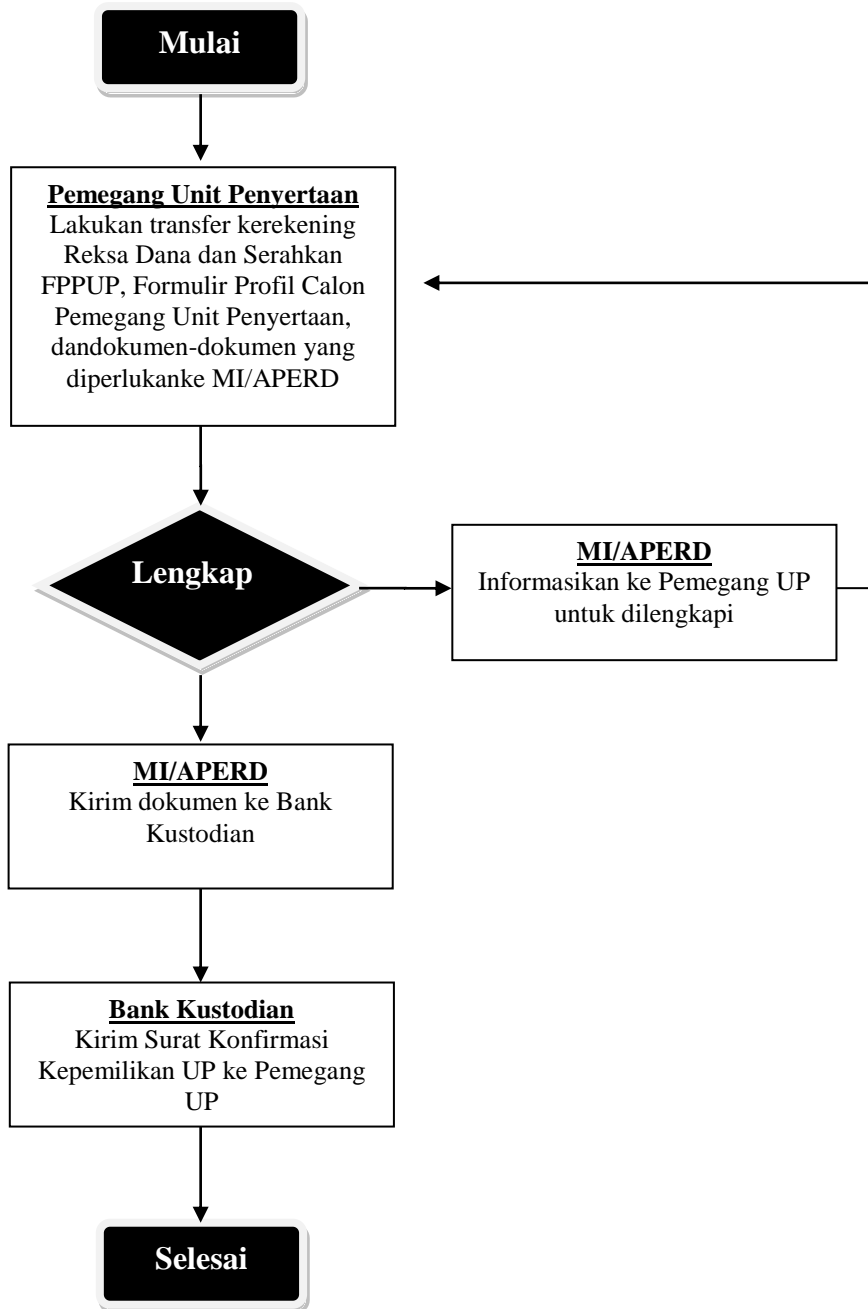 Mulai
Pemegang Unit Penyertaan
Lakukan transfer kerekening
Reksa Dana dan Serahkan
FPPUP, Formulir Profil Calon
Pemegang Unit Penyertaan,
dandokumen-dokumen yang
diperlukanke MI/APERD
Lengkap
MI/APERD
Informasikan ke Pemegang UP
untuk dilengkapi
MI/APERD
Kirim dokumen ke Bank
Kustodian
Bank Kustodian
Kirim Surat Konfirmasi
Kepemilikan UP ke Pemegang
UP
Selesai